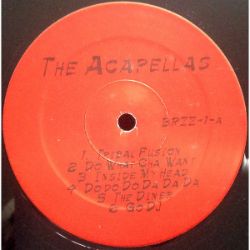 The Acapellas
BRZZ-1-A
1 Tribal Fusion
2 Do What Cha Want
3 Inside My Head
4 Do Do Do Da Da Da
5 The Dinee
6 Go DJ